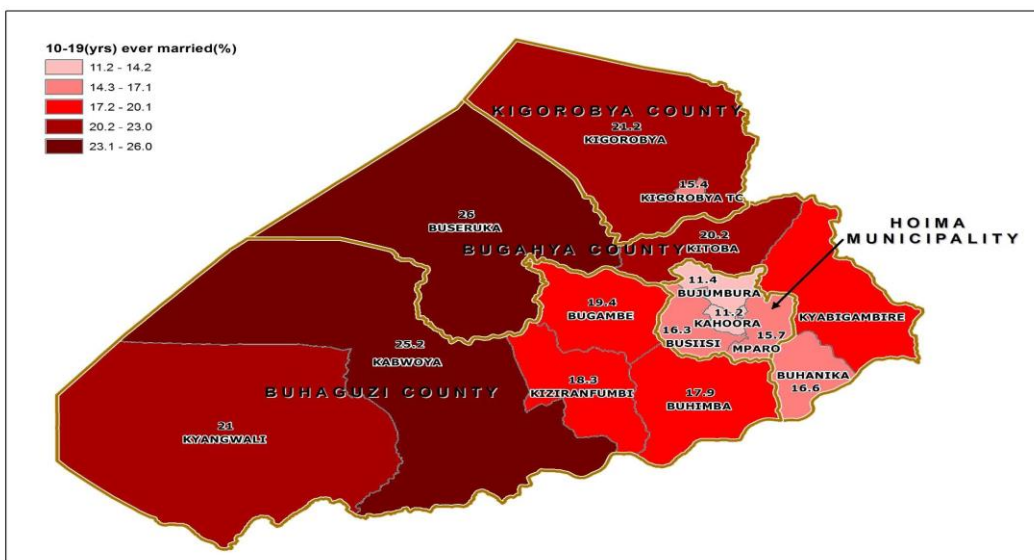 10-19(yrs) ever married(%)
11.2 - 14.2
14.3 - 17.1
17.2 - 20.1
20.2 - 23.0
23.1 - 26.0
KIGOROBYA COUNTY
21.2
KIGOROBYA
15.4
KIGOROBYA TC
26
BUSERUKA
BUGAHYA COUNTY
20.2
KITOBA
HOIMA
MUNICIPALITY
11.4
BUJUMBURA
19.4
BUGAMBE
11.2
KAHOORA
KYABIGAMBIRE
16.3
BUSIISI
15.7
MPARO
25.2
KABWOYA
BUHANIKA
16.6
BUHAGUZI COUNTY
18.3
KIZIRANFUMBI
17.9
BUHIMBA
21
KYANGWALI